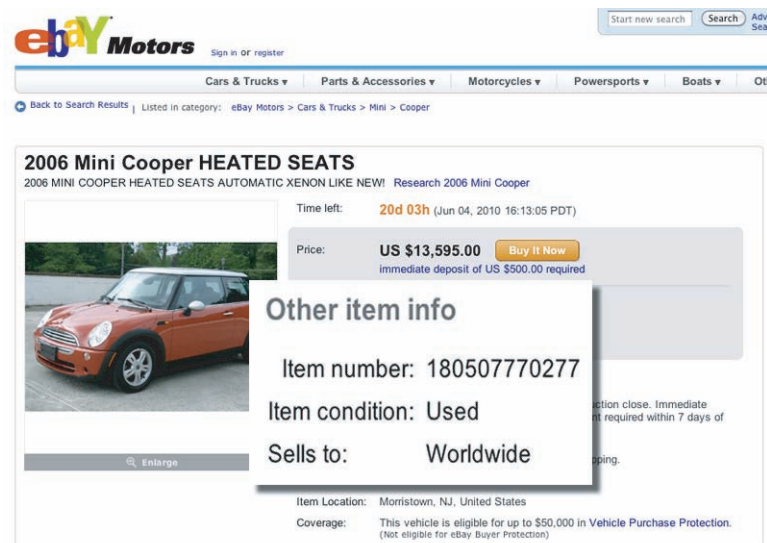 Start new search Search Adv
Sea
ebaY Motors Sign in or register
Cars & Trucks Parts & Accessories Motorcycles Powersports Boats Ot
Back to Search Results | Listed in category: eBay Motors > Cars & Trucks > Mini > Cooper
2006 Mini Cooper HEATED SEATS
2006 MINI COOPER HEATED SEATS AUTOMATIC XENON LIKE NEW! Research 2006 Mini Cooper
Time left: 20d 03h (Jun 04, 2010 16:13:05 PDT)
Price: US $13,595.00 Buy It Now
immediate deposit of US $500.00 required
Other item info
Item number: 180507770277
Item condition: Used
Sells to: Worldwide
uction close. Immediate
nt required within 7 days of
pping.
Enlarge
Item Location: Morristown, NJ, United States
Coverage: This vehicle is eligible for up to $50,000 in Vehicle Purchase Protection.
(Not eligible for eBay Buyer Protection)